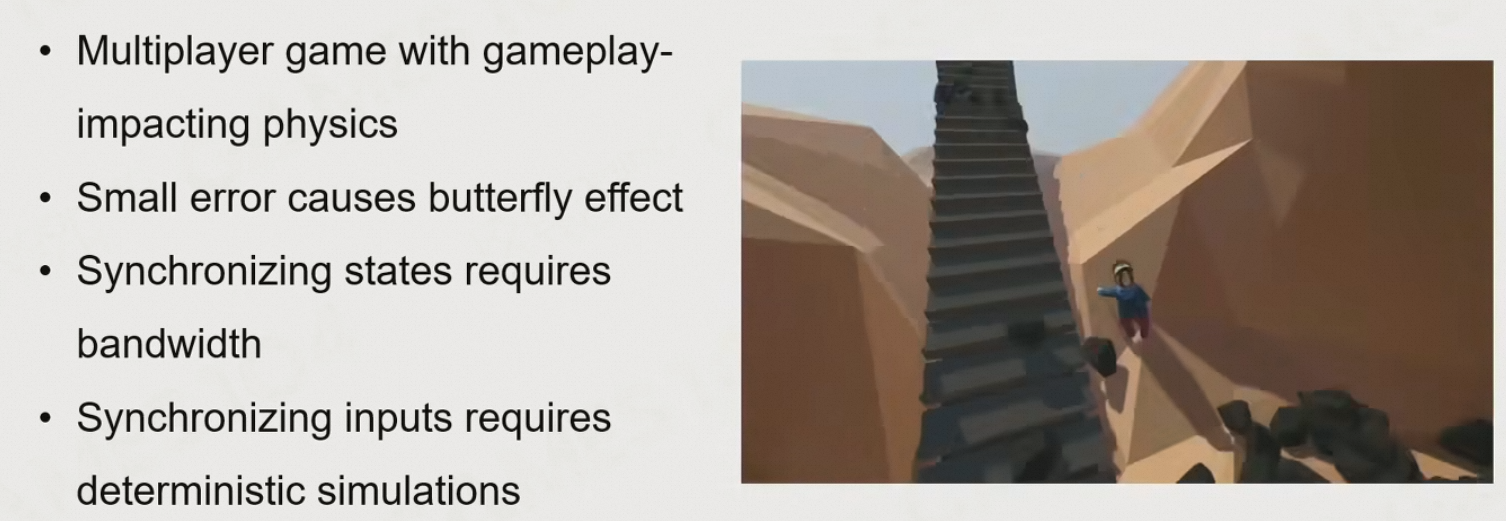 • Multiplayer game with gameplay-
impacting physics
• Small error causes butterfly effect
• Synchronizing states requires
bandwidth
• Synchronizing inputs requires
deterministic simulations